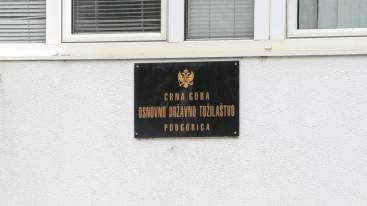 CRNA GORA
OSNOVNO DRŽAVNO TUŽILAŠTVO
PODGORICA